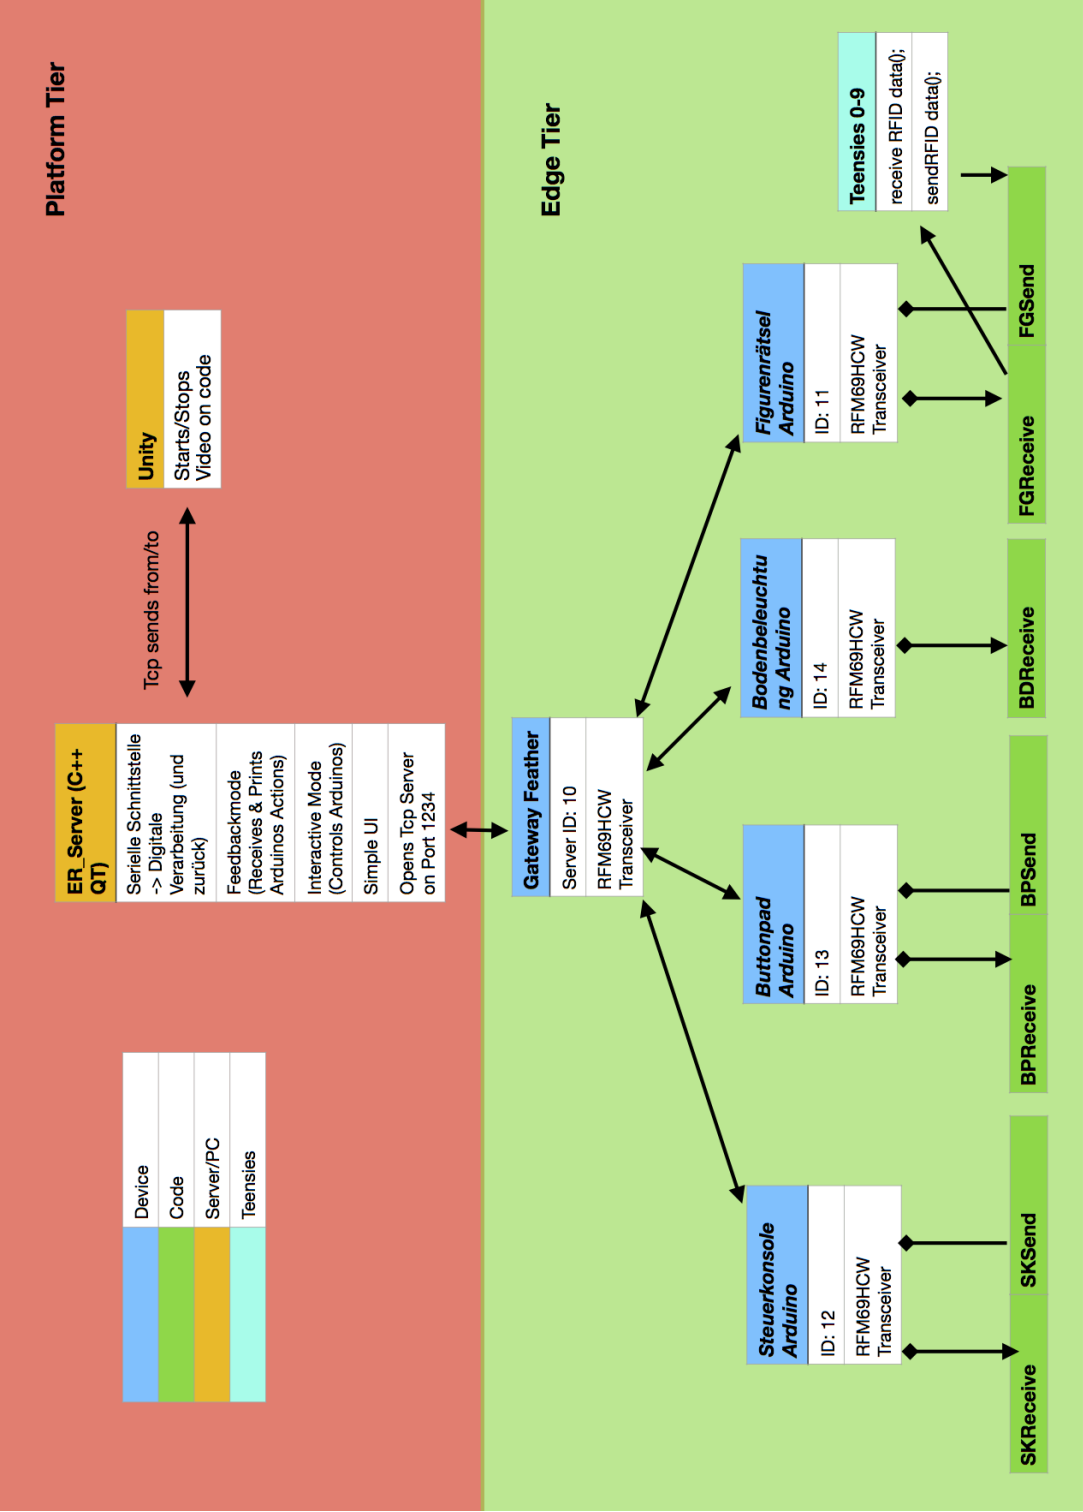 Platform Tier
Device
Code
Server/PC
Teensies
ER_Server (C++
QT)
Serielle Schnittstelle
-> Digitale
Verarbeitung (und
zurück)
Feedbackmode
(Receives & Prints
Arduinos Actions)
Interactive Mode
(Controls Arduinos)
Simple UI
Opens Tcp Server
on Port 1234
Tcp sends from/to
Unity
Starts/Stops
Video on code
Edge Tier
Gateway Feather
Server ID: 10
RFM69HCW
Transceiver
Steuerkonsole
Arduino
ID: 12
RFM69HCW
Transceiver
Buttonpad
Arduino
ID: 13
RFM69HCW
Transceiver
Bodenbeleuchtu
ng Arduino
ID: 14
RFM69HCW
Transceiver
Figurenrätsel
Arduino
ID: 11
RFM69HCW
Transceiver
Teensies 0-9
receive RFID data();
sendRFID data();
SKReceive
SKSend
BPReceive
BPSend
BDReceive
FGReceive
FGSend